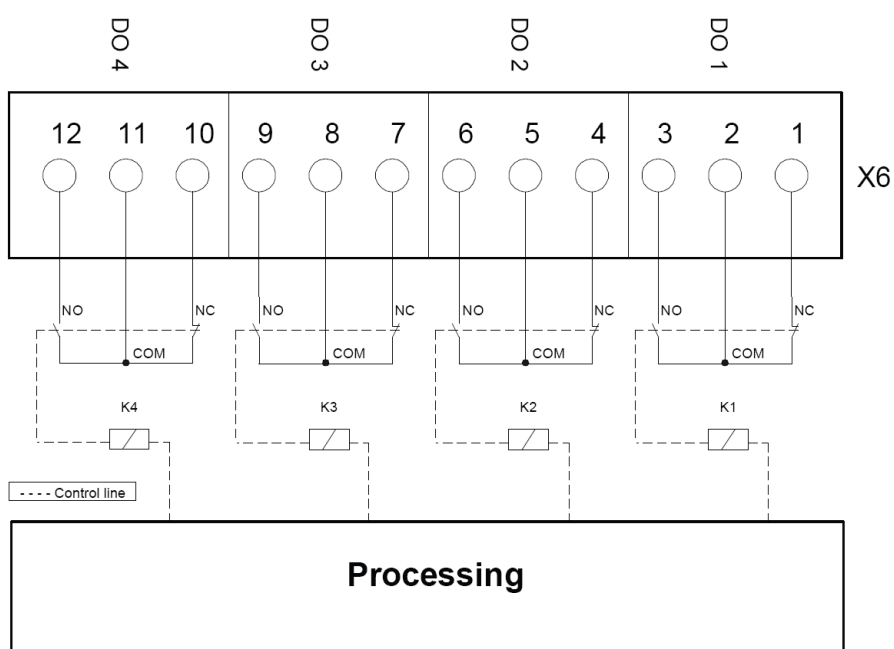 DO 4 DO 3 DO 2 DO 1
12 11 10 9 8 7 6 5 4 3 2 1
X6
NO NC NO NC NO NC NO NC
COM COM COM COM
K4 K3 K2 K1
---- Control line
Processing